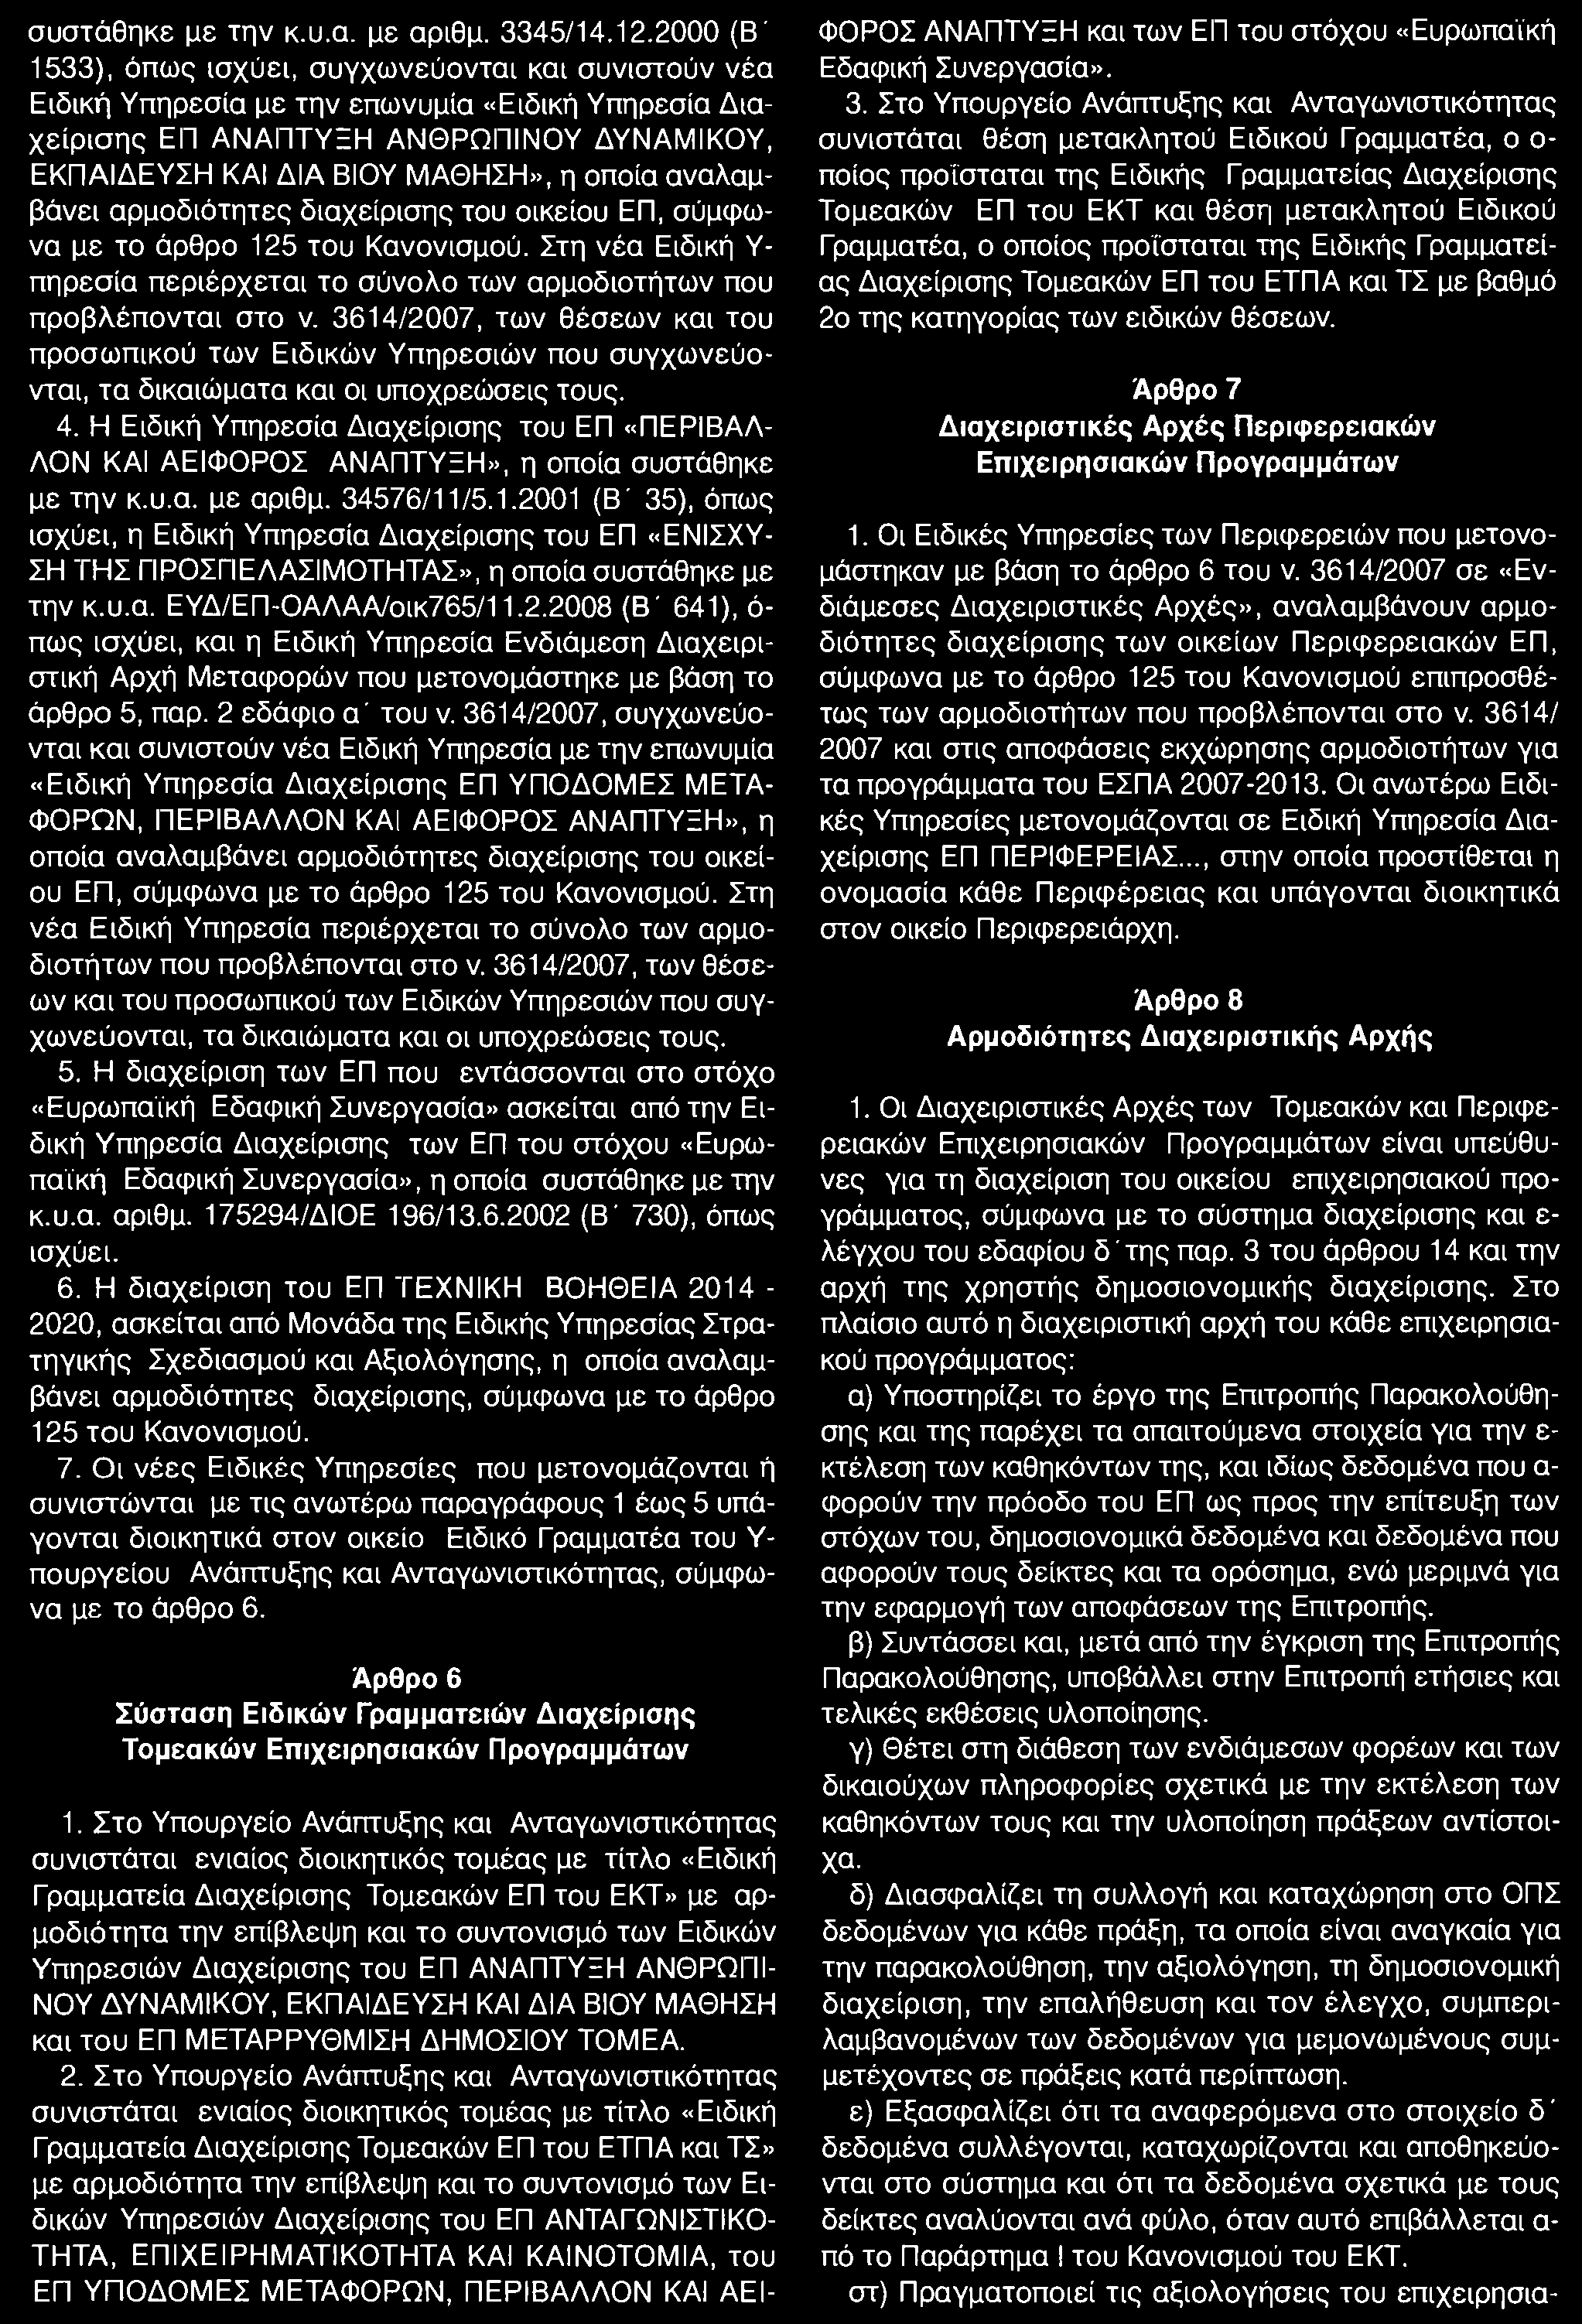 συστάθηκε με την κ.υ.α. με αριθμ. 3345/14.12.2000 (Β΄
1533), όπως ισχύει, συγχωνεύονται και συνιστούν νέα
Ειδική Υπηρεσία με την επωνυμία «Ειδική Υπηρεσία Δια-
χείρισης ΕΠ ΑΝΑΠΤΥΞΗ ΑΝΘΡΩΠΙΝΟΥ ΔΥΝΑΜΙΚΟΥ,
ΕΚΠΑΙΔΕΥΣΗ ΚΑΙ ΔΙΑ ΒΙΟΥ ΜΑΘΗΣΗ», η οποία αναλαμ-
βάνει αρμοδιότητες διαχείρισης του οικείου ΕΠ, σύμφω-
να με το άρθρο 125 του Κανονισμού. Στη νέα Ειδική Υ-
πηρεσία περιέρχεται το σύνολο των αρμοδιοτήτων που
προβλέπονται στο ν. 3614/2007, των θέσεων και του
προσωπικού των Ειδικών Υπηρεσιών που συγχωνεύο-
νται, τα δικαιώματα και οι υποχρεώσεις τους.
4. Η Ειδική Υπηρεσία Διαχείρισης του ΕΠ «ΠΕΡΙΒΑΛ-
ΛΟΝ ΚΑΙ ΑΕΙΦΟΡΟΣ ΑΝΑΠΤΥΞΗ», η οποία συστάθηκε
με την κ.υ.α. με αριθμ. 34576/11/5.1.2001 (Β΄ 35), όπως
ισχύει, η Ειδική Υπηρεσία Διαχείρισης του ΕΠ «ΕΝΙΣΧΥ-
ΣΗ ΤΗΣ ΠΡΟΣΠΕΛΑΣΙΜΟΤΗΤΑΣ», η οποία συστάθηκε με
την κ.υ.α. ΕΥΔ/ΕΠ-ΟΑΛΑΑ/οικ765/11.2.2008 (Β΄ 641), ό-
πως ισχύει, και η Ειδική Υπηρεσία Ενδιάμεση Διαχειρι-
στική Αρχή Μεταφορών που μετονομάστηκε με βάση το
άρθρο 5, παρ. 2 εδάφιο α΄ του ν. 3614/2007, συγχωνεύο-
νται και συνιστούν νέα Ειδική Υπηρεσία με την επωνυμία
«Ειδική Υπηρεσία Διαχείρισης ΕΠ ΥΠΟΔΟΜΕΣ ΜΕΤΑ-
ΦΟΡΩΝ, ΠΕΡΙΒΑΛΛΟΝ ΚΑΙ ΑΕΙΦΟΡΟΣ ΑΝΑΠΤΥΞΗ», η
οποία αναλαμβάνει αρμοδιότητες διαχείρισης του οικεί-
ου ΕΠ, σύμφωνα με το άρθρο 125 του Κανονισμού. Στη
νέα Ειδική Υπηρεσία περιέρχεται το σύνολο των αρμο-
διοτήτων που προβλέπονται στο ν. 3614/2007, των θέσε-
ων και του προσωπικού των Ειδικών Υπηρεσιών που συγ-
χωνεύονται, τα δικαιώματα και οι υποχρεώσεις τους.
5. Η διαχείριση των ΕΠ που εντάσσονται στο στόχο
«Ευρωπαϊκή Εδαφική Συνεργασία» ασκείται από την Ει-
δική Υπηρεσία Διαχείρισης των ΕΠ του στόχου «Ευρω-
παϊκή Εδαφική Συνεργασία», η οποία συστάθηκε με την
κ.υ.α. αριθμ. 175294/ΔΙΟΕ 196/13.6.2002 (Β΄ 730), όπως
ισχύει.
6. Η διαχείριση του ΕΠ ΤΕΧΝΙΚΗ ΒΟΗΘΕΙΑ 2014 -
2020, ασκείται από Μονάδα της Ειδικής Υπηρεσίας Στρα-
τηγικής Σχεδιασμού και Αξιολόγησης, η οποία αναλαμ-
βάνει αρμοδιότητες διαχείρισης, σύμφωνα με το άρθρο
125 του Κανονισμού.
7. Οι νέες Ειδικές Υπηρεσίες που μετονομάζονται ή
συνιστώνται με τις ανωτέρω παραγράφους 1 έως 5 υπά-
γονται διοικητικά στον οικείο Ειδικό Γραμματέα του Υ-
πουργείου Ανάπτυξης και Ανταγωνιστικότητας, σύμφω-
να με το άρθρο 6.
Άρθρο 6
Σύσταση Ειδικών Γραμματειών Διαχείρισης
Τομεακών Επιχειρησιακών Προγραμμάτων
1. Στο Υπουργείο Ανάπτυξης και Ανταγωνιστικότητας
συνιστάται ενιαίος διοικητικός τομέας με τίτλο «Ειδική
Γραμματεία Διαχείρισης Τομεακών ΕΠ του ΕΚΤ» με αρ-
μοδιότητα την επίβλεψη και το συντονισμό των Ειδικών
Υπηρεσιών Διαχείρισης του ΕΠ ΑΝΑΠΤΥΞΗ ΑΝΘΡΩΠΙ-
ΝΟΥ ΔΥΝΑΜΙΚΟΥ, ΕΚΠΑΙΔΕΥΣΗ ΚΑΙ ΔΙΑ ΒΙΟΥ ΜΑΘΗΣΗ
και του ΕΠ ΜΕΤΑΡΡΥΘΜΙΣΗ ΔΗΜΟΣΙΟΥ ΤΟΜΕΑ.
2. Στο Υπουργείο Ανάπτυξης και Ανταγωνιστικότητας
συνιστάται ενιαίος διοικητικός τομέας με τίτλο «Ειδική
Γραμματεία Διαχείρισης Τομεακών ΕΠ του ΕΤΠΑ και ΤΣ»
με αρμοδιότητα την επίβλεψη και το συντονισμό των Ει-
δικών Υπηρεσιών Διαχείρισης του ΕΠ ΑΝΤΑΓΩΝΙΣΤΙΚΟ-
ΤΗΤΑ, ΕΠΙΧΕΙΡΗΜΑΤΙΚΟΤΗΤΑ ΚΑΙ ΚΑΙΝΟΤΟΜΙΑ, του
ΕΠ ΥΠΟΔΟΜΕΣ ΜΕΤΑΦΟΡΩΝ, ΠΕΡΙΒΑΛΛΟΝ ΚΑΙ ΑΕΙ-
ΦΟΡΟΣ ΑΝΑΠΤΥΞΗ και των ΕΠ του στόχου «Ευρωπαϊκή
Εδαφική Συνεργασία».
3. Στο Υπουργείο Ανάπτυξης και Ανταγωνιστικότητας
συνιστάται θέση μετακλητού Ειδικού Γραμματέα, ο ο-
ποίος προΐσταται της Ειδικής Γραμματείας Διαχείρισης
Τομεακών ΕΠ του ΕΚΤ και θέση μετακλητού Ειδικού
Γραμματέα, ο οποίος προΐσταται της Ειδικής Γραμματεί-
ας Διαχείρισης Τομεακών ΕΠ του ΕΤΠΑ και ΤΣ με βαθμό
2ο της κατηγορίας των ειδικών θέσεων.
Άρθρο 7
Διαχειριστικές Αρχές Περιφερειακών
Επιχειρησιακών Προγραμμάτων
1. Οι Ειδικές Υπηρεσίες των Περιφερειών που μετονο-
μάστηκαν με βάση το άρθρο 6 του ν. 3614/2007 σε «Εν-
διάμεσες Διαχειριστικές Αρχές», αναλαμβάνουν αρμο-
διότητες διαχείρισης των οικείων Περιφερειακών ΕΠ,
σύμφωνα με το άρθρο 125 του Κανονισμού επιπροσθέ-
τως των αρμοδιοτήτων που προβλέπονται στο ν. 3614/
2007 και στις αποφάσεις εκχώρησης αρμοδιοτήτων για
τα προγράμματα του ΕΣΠΑ 2007-2013. Οι ανωτέρω Ειδι-
κές Υπηρεσίες μετονομάζονται σε Ειδική Υπηρεσία Δια-
χείρισης ΕΠ ΠΕΡΙΦΕΡΕΙΑΣ..., στην οποία προστίθεται η
ονομασία κάθε Περιφέρειας και υπάγονται διοικητικά
στον οικείο Περιφερειάρχη.
Άρθρο 8
Αρμοδιότητες Διαχειριστικής Αρχής
1. Οι Διαχειριστικές Αρχές των Τομεακών και Περιφε-
ρειακών Επιχειρησιακών Προγραμμάτων είναι υπεύθυ-
νες για τη διαχείριση του οικείου επιχειρησιακού προ-
γράμματος, σύμφωνα με το σύστημα διαχείρισης και ε-
λέγχου του εδαφίου δ΄της παρ. 3 του άρθρου 14 και την
αρχή της χρηστής δημοσιονομικής διαχείρισης. Στο
πλαίσιο αυτό η διαχειριστική αρχή του κάθε επιχειρησια-
κού προγράμματος:
α) Υποστηρίζει το έργο της Επιτροπής Παρακολούθη-
σης και της παρέχει τα απαιτούμενα στοιχεία για την ε-
κτέλεση των καθηκόντων της, και ιδίως δεδομένα που α-
φορούν την πρόοδο του ΕΠ ως προς την επίτευξη των
στόχων του, δημοσιονομικά δεδομένα και δεδομένα που
αφορούν τους δείκτες και τα ορόσημα, ενώ μεριμνά για
την εφαρμογή των αποφάσεων της Επιτροπής.
β) Συντάσσει και, μετά από την έγκριση της Επιτροπής
Παρακολούθησης, υποβάλλει στην Επιτροπή ετήσιες και
τελικές εκθέσεις υλοποίησης.
γ) Θέτει στη διάθεση των ενδιάμεσων φορέων και των
δικαιούχων πληροφορίες σχετικά με την εκτέλεση των
καθηκόντων τους και την υλοποίηση πράξεων αντίστοι-
χα.
δ) Διασφαλίζει τη συλλογή και καταχώρηση στο ΟΠΣ
δεδομένων για κάθε πράξη, τα οποία είναι αναγκαία για
την παρακολούθηση, την αξιολόγηση, τη δημοσιονομική
διαχείριση, την επαλήθευση και τον έλεγχο, συμπερι-
λαμβανομένων των δεδομένων για μεμονωμένους συμ-
μετέχοντες σε πράξεις κατά περίπτωση.
ε) Εξασφαλίζει ότι τα αναφερόμενα στο στοιχείο δ΄
δεδομένα συλλέγονται, καταχωρίζονται και αποθηκεύο-
νται στο σύστημα και ότι τα δεδομένα σχετικά με τους
δείκτες αναλύονται ανά φύλο, όταν αυτό επιβάλλεται α-
πό το Παράρτημα Ι του Κανονισμού του ΕΚΤ.
στ) Πραγματοποιεί τις αξιολογήσεις του επιχειρησια-